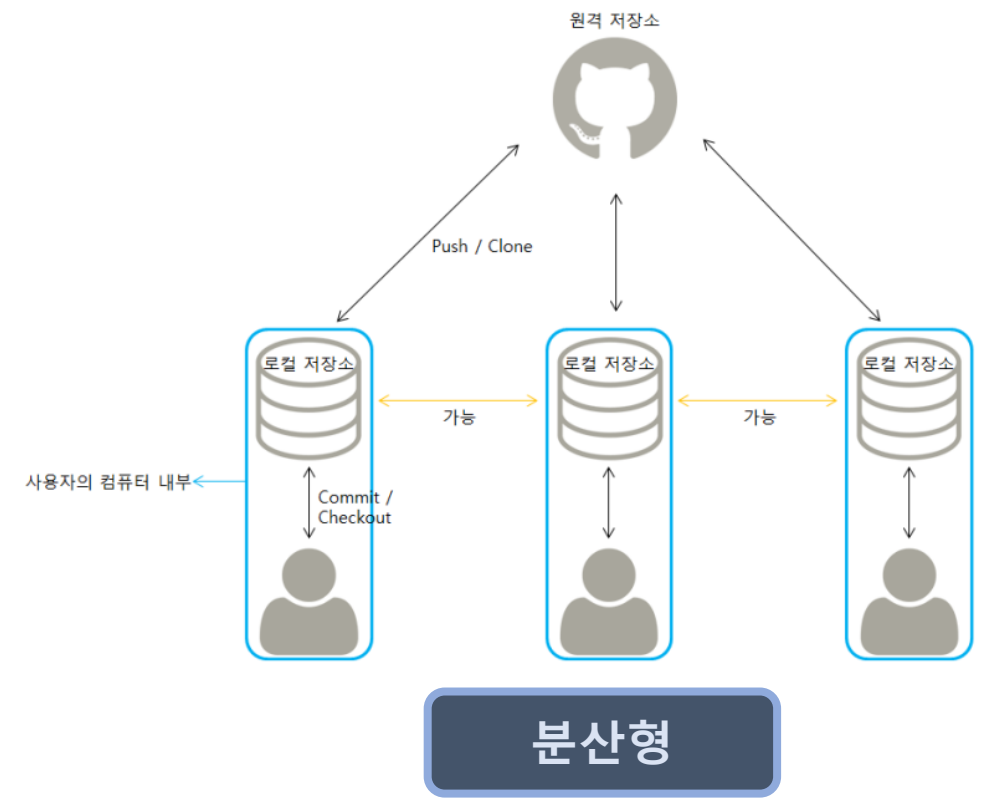 원격 저장소
Push / Clone
로컬 저장소
로컬 저장소
로컬 저장소
가능
가능
사용자의 컴퓨터 내부
Commit /
Checkout
분산형